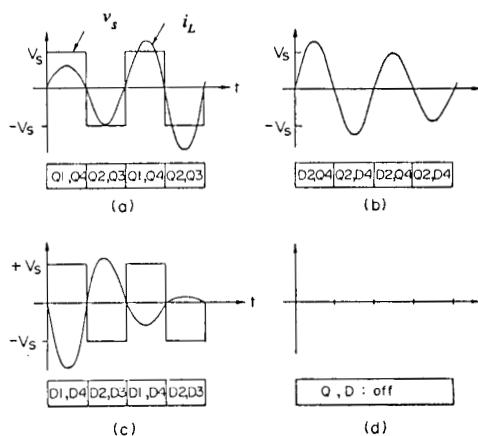 v_s i_L
V_S
t
-V_S
Q1,Q4 Q2,Q3 Q1,Q4 Q2,Q3
(a)
V_S
t
-V_S
D2,Q4 Q2,D4 D2,Q4 Q2,D4
(b)
+ V_S
t
-V_S
D1,D4 D2,D3 D1,D4 D2,D3
(c)
Q , D : off
(d)